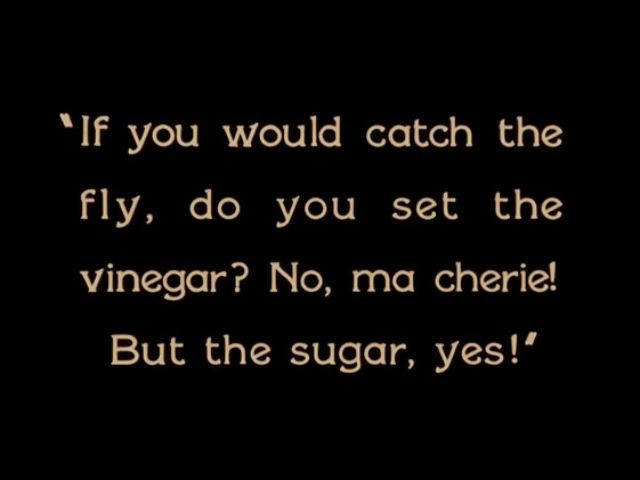 "If you would catch the
fly, do you set the
vinegar? No, ma cherie!
But the sugar, yes!"